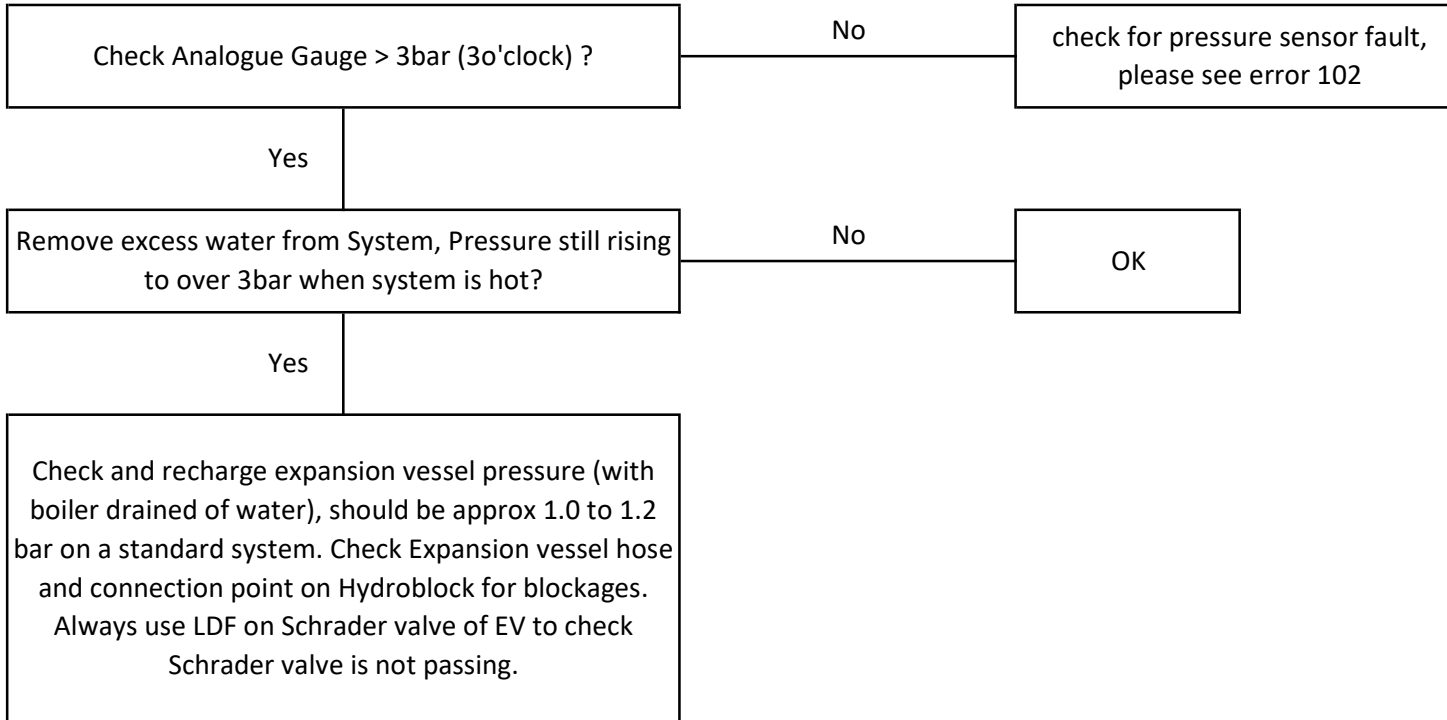 Check Analogue Gauge > 3bar (3o'clock) ?
No
check for pressure sensor fault,
please see error 102
Yes
Remove excess water from System, Pressure still rising
to over 3bar when system is hot?
No
OK
Yes
Check and recharge expansion vessel pressure (with
boiler drained of water), should be approx 1.0 to 1.2
bar on a standard system. Check Expansion vessel hose
and connection point on Hydroblock for blockages.
Always use LDF on Schrader valve of EV to check
Schrader valve is not passing.